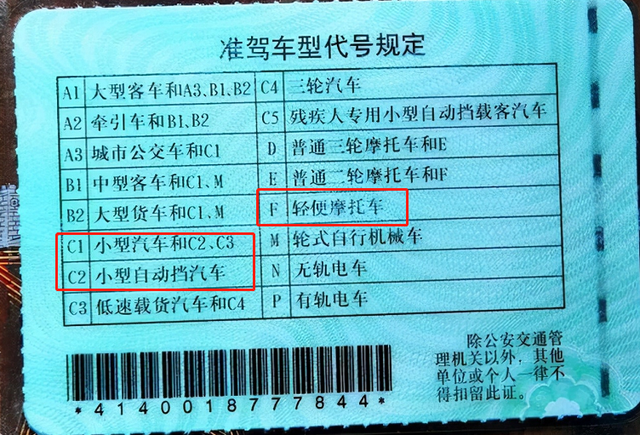 准驾车型代号规定
A1 大型客车和A3、B1、B2 C4 三轮汽车
A2 牵引车和B1、B2 C5 残疾人专用小型自动挡载客汽车
A3 城市公交车和C1 D 普通三轮摩托车和E
B1 中型客车和C1、M E 普通二轮摩托车和F
B2 大型货车和C1、M F 轻便摩托车
C1 小型汽车和C2、C3 M 轮式自行机械车
C2 小型自动挡汽车 N 无轨电车
C3 低速载货汽车和C4 P 有轨电车
除公安交通管
理机关以外，其他
单位或个人一律不
得扣留此证。
*4140018777844*